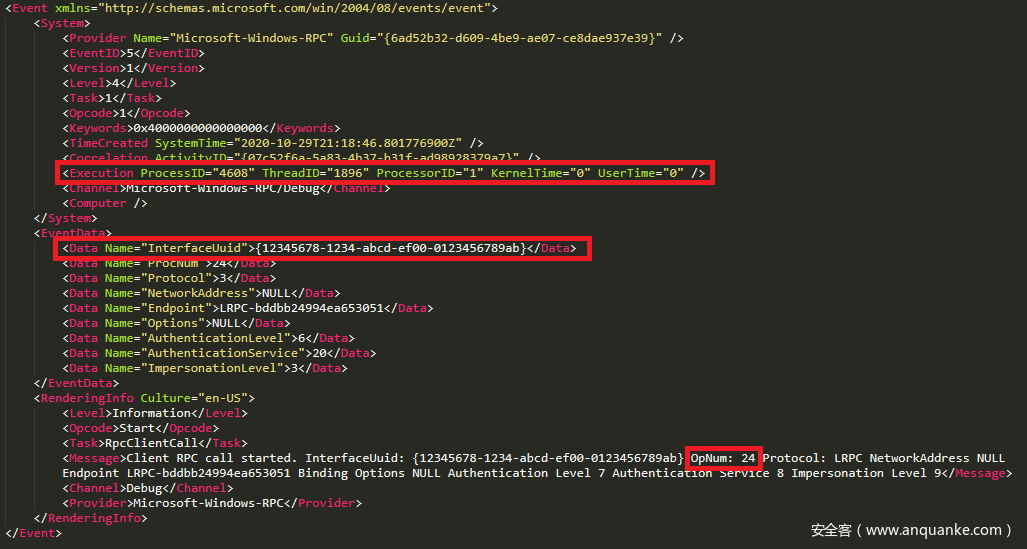 <Event xmlns="http://schemas.microsoft.com/win/2004/08/events/event">
<System>
<Provider Name="Microsoft-Windows-RPC" Guid="{6ad52b32-d609-4be9-ae07-ce8dae937e39}" />
<EventID>5</EventID>
<Version>1</Version>
<Level>4</Level>
<Task>1</Task>
<Opcode>1</Opcode>
<Keywords>0x4000000000000000</Keywords>
<TimeCreated SystemTime="2020-10-29T21:18:46.801776900Z" />
<Correlation ActivityID="{07c52f6a-5a83-4b37-b31f-ad98928379a7}" />
<Execution ProcessID="4608" ThreadID="1896" ProcessorID="1" KernelTime="0" UserTime="0" />
<Channel>Microsoft-Windows-RPC/Debug</Channel>
<Computer />
</System>
<EventData>
<Data Name="InterfaceUuid">{12345678-1234-abcd-ef00-0123456789ab}</Data>
<Data Name="ProcNum">24</Data>
<Data Name="Protocol">3</Data>
<Data Name="NetworkAddress">NULL</Data>
<Data Name="Endpoint">LRPC-bddbb24994ea653051</Data>
<Data Name="Options">NULL</Data>
<Data Name="AuthenticationLevel">6</Data>
<Data Name="AuthenticationService">20</Data>
<Data Name="ImpersonationLevel">3</Data>
</EventData>
<RenderingInfo Culture="en-US">
<Level>Information</Level>
<Opcode>Start</Opcode>
<Task>RpcClientCall</Task>
<Message>Client RPC call started. InterfaceUuid: {12345678-1234-abcd-ef00-0123456789ab} OpNum: 24 Protocol: LRPC NetworkAddress NULL
Endpoint LRPC-bddbb24994ea653051 Binding Options NULL Authentication Level 7 Authentication Service 8 Impersonation Level 9</Message>
<Channel>Debug</Channel>
<Provider>Microsoft-Windows-RPC</Provider>
</RenderingInfo>
</Event>
安全客（www.anquanke.com）